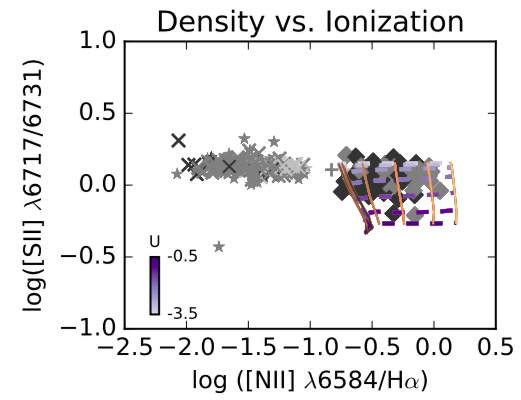 Density vs. Ionization
log([SII] λ6717/6731)
1.0
0.5
0.0
−0.5
−1.0
U
-0.5
-3.5
−2.5 −2.0 −1.5 −1.0 −0.5 0.0 0.5
log ([NII] λ6584/Hα)